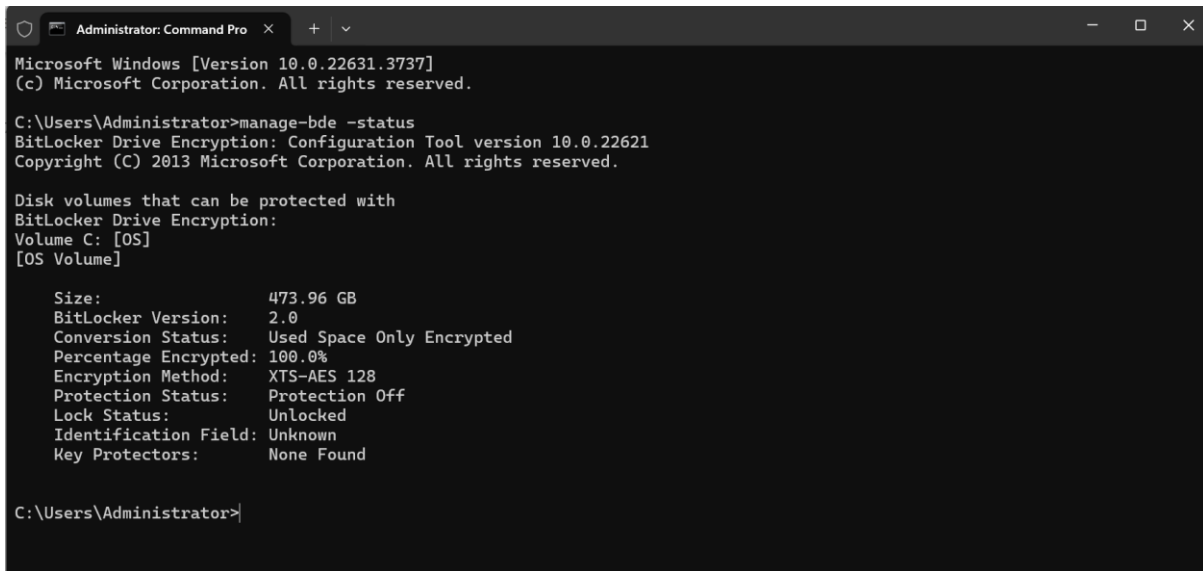 Administrator: Command Pro
Microsoft Windows [Version 10.0.22631.3737]
(c) Microsoft Corporation. All rights reserved.
C:\Users\Administrator>manage-bde -status
BitLocker Drive Encryption: Configuration Tool version 10.0.22621
Copyright (C) 2013 Microsoft Corporation. All rights reserved.
Disk volumes that can be protected with
BitLocker Drive Encryption:
Volume C: [OS]
[OS Volume]
Size: 473.96 GB
BitLocker Version: 2.0
Conversion Status: Used Space Only Encrypted
Percentage Encrypted: 100.0%
Encryption Method: XTS-AES 128
Protection Status: Protection Off
Lock Status: Unlocked
Identification Field: Unknown
Key Protectors: None Found
C:\Users\Administrator>